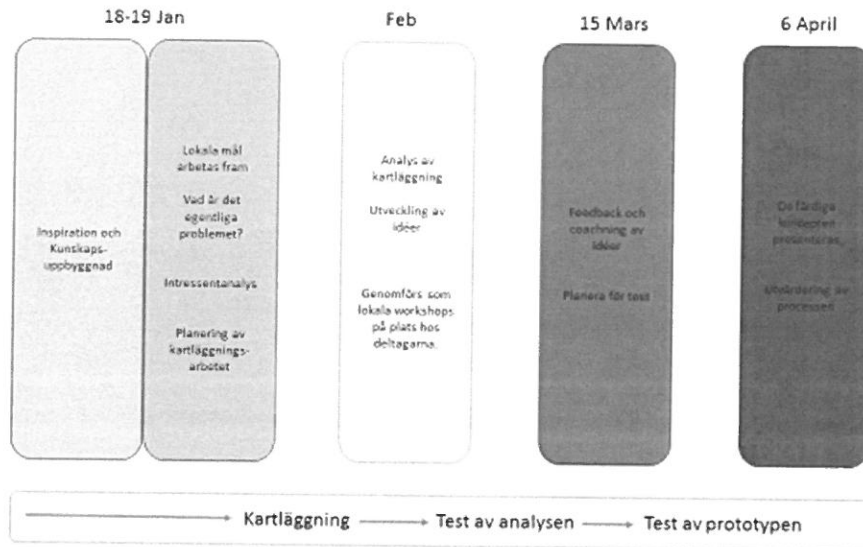 18-19 Jan
Feb
15 Mars
6 April
Inspiration och
Kunskaps-
uppbyggnad
Lokala mål
arbetas fram
Vad är det
egentliga
problemet?
Intressentanalys
Planering av
kartläggnings-
arbetet
Analys av
kartläggning
Utveckling av
idéer
Genomförs som
lokala workshops
på plats hos
deltagarna.
Feedback och
coachning av
idéer
Planera för test
De färdiga
koncepten
presenteras.
Utvärdering av
processen
Kartläggning
Test av analysen
Test av prototypen